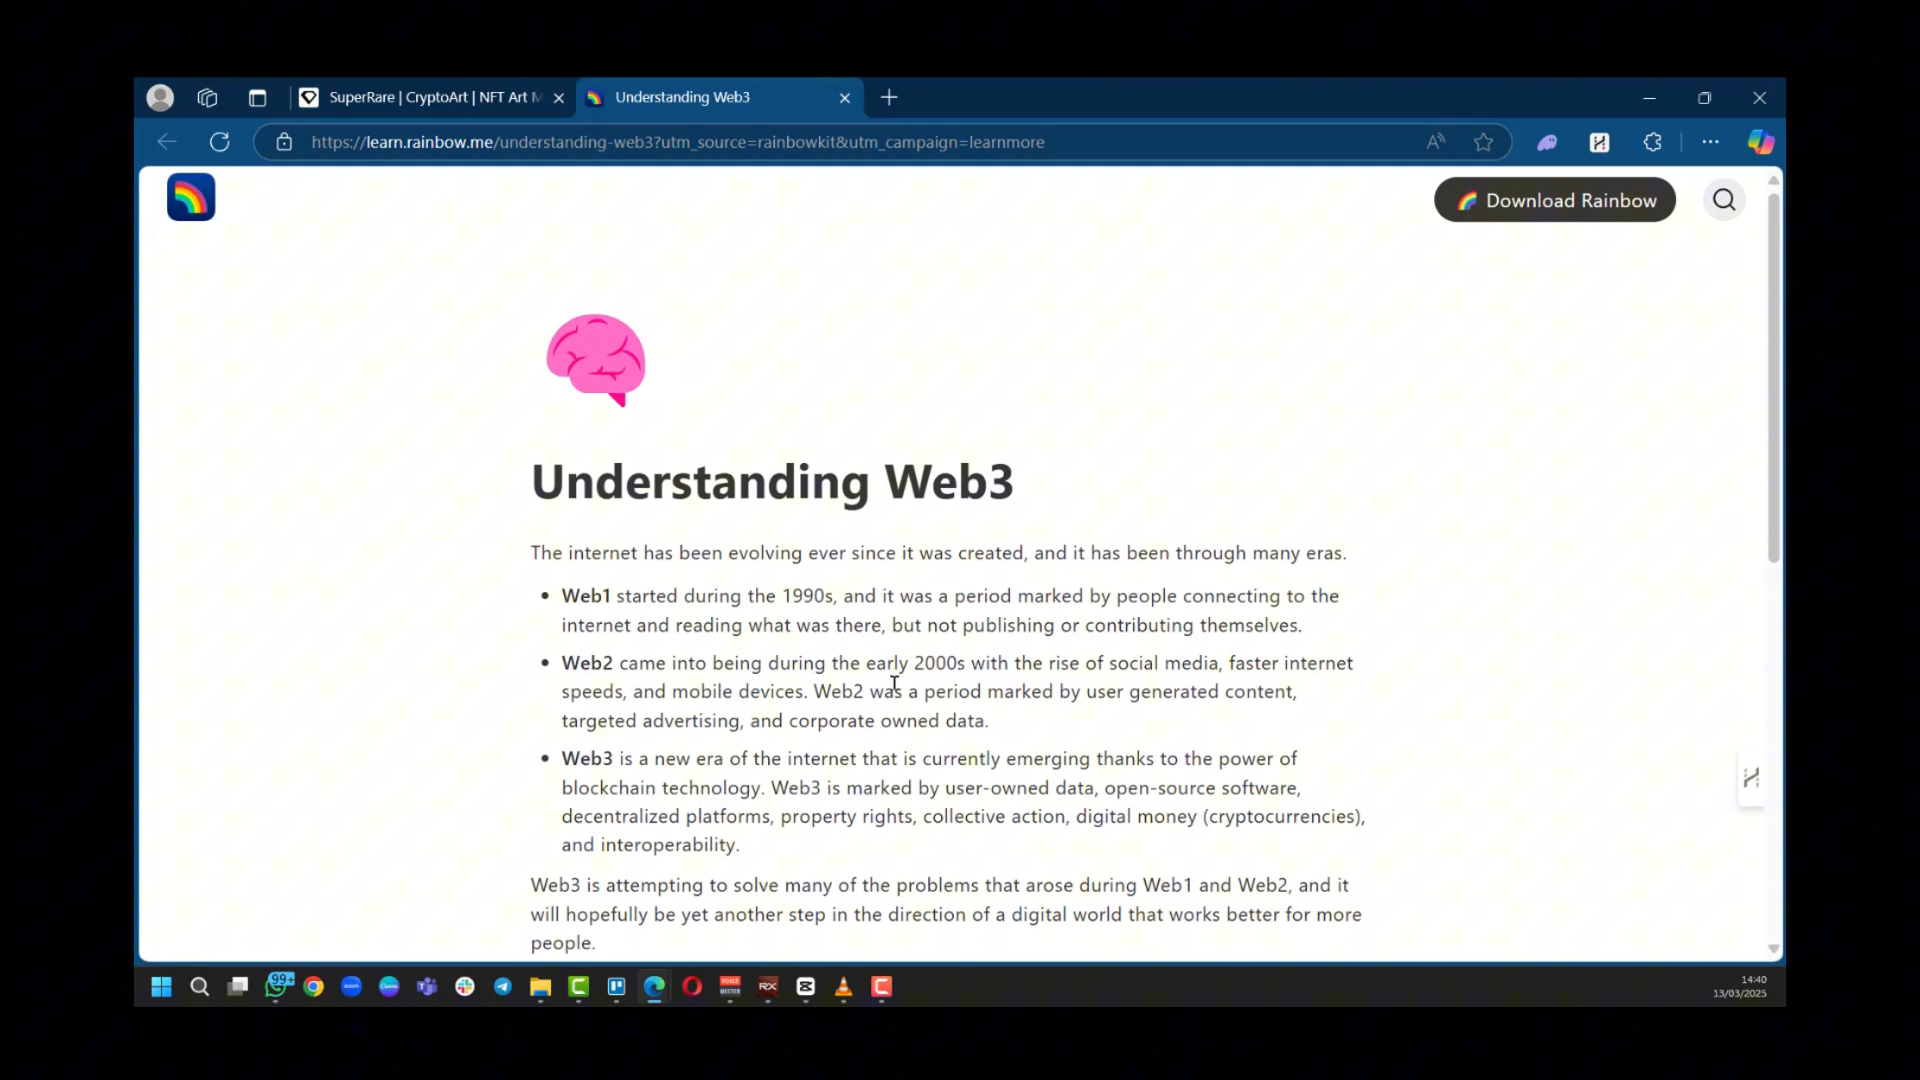 SuperRare | CryptoArt | NFT Art M
Understanding Web3
https://learn.rainbow.me/understanding-web3?utm_source=rainbowkit&utm_campaign=learnmore
Download Rainbow
Understanding Web3
The internet has been evolving ever since it was created, and it has been through many eras.
• Web1 started during the 1990s, and it was a period marked by people connecting to the
internet and reading what was there, but not publishing or contributing themselves.
• Web2 came into being during the early 2000s with the rise of social media, faster internet
speeds, and mobile devices. Web2 was a period marked by user generated content,
targeted advertising, and corporate owned data.
• Web3 is a new era of the internet that is currently emerging thanks to the power of
blockchain technology. Web3 is marked by user-owned data, open-source software,
decentralized platforms, property rights, collective action, digital money (cryptocurrencies),
and interoperability.
Web3 is attempting to solve many of the problems that arose during Web1 and Web2, and it
will hopefully be yet another step in the direction of a digital world that works better for more
people.
99+
zoom
VOICE
RX
14:40
13/03/2025